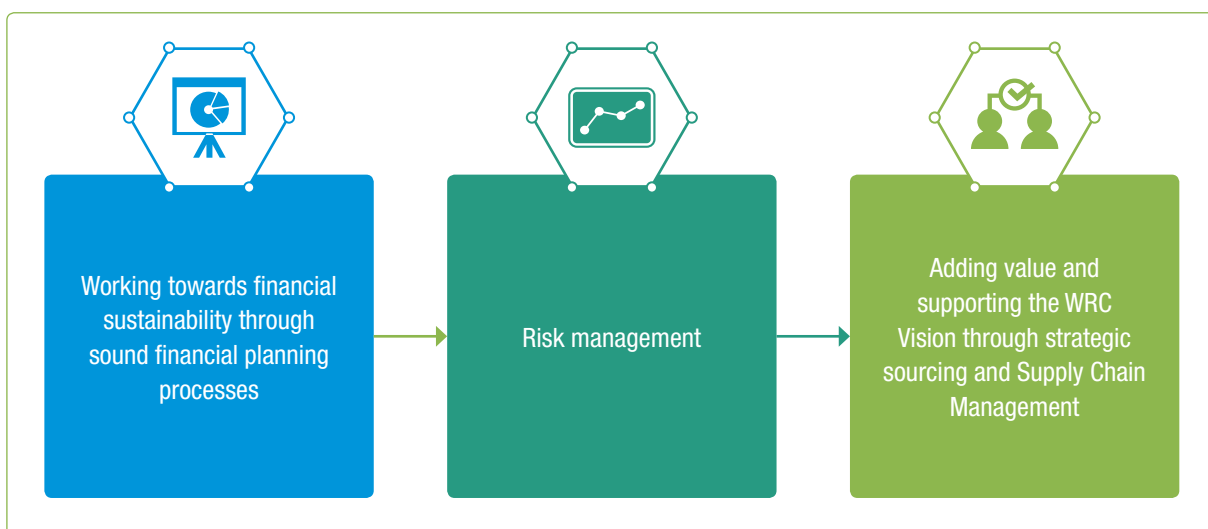 Working towards financial
sustainability through
sound financial planning
processes
Risk management
Adding value and
supporting the WRC
Vision through strategic
sourcing and Supply Chain
Management